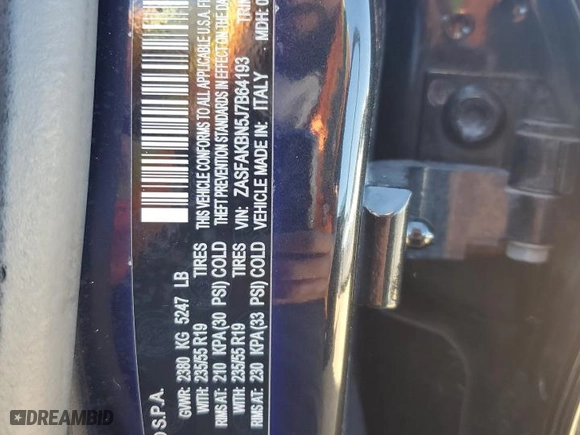 O S.P.A.
GVWR: 2380 KG 5247 LB
WITH: 235/55 R19 TIRES
RIMS AT: 210 KPA(30 PSI) COLD
WITH: 235/55 R19 TIRES
RIMS AT: 230 KPA (33 PSI) COLD
THIS VEHICLE CONFORMS TO ALL APPLICABLE U.S.A.
THEFT PREVENTION STANDARDS IN EFFECT ON THE
VIN: ZASFAKBN5J7B64193
VEHICLE MADE IN: ITALY
MDH:
DREAMBID